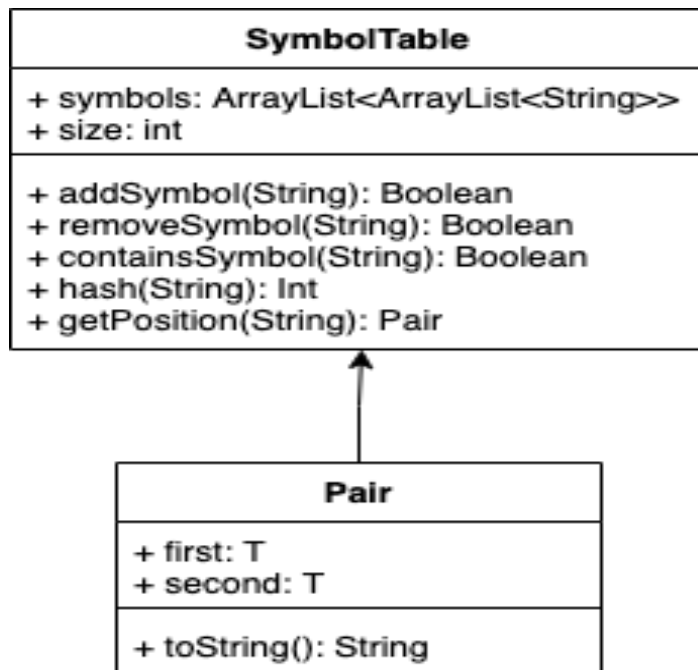 SymbolTable
+ symbols: ArrayList<ArrayList<String>>
+ size: int
+ addSymbol(String): Boolean
+ removeSymbol(String): Boolean
+ containsSymbol(String): Boolean
+ hash(String): Int
+ getPosition(String): Pair
Pair
+ first: T
+ second: T
+ toString(): String